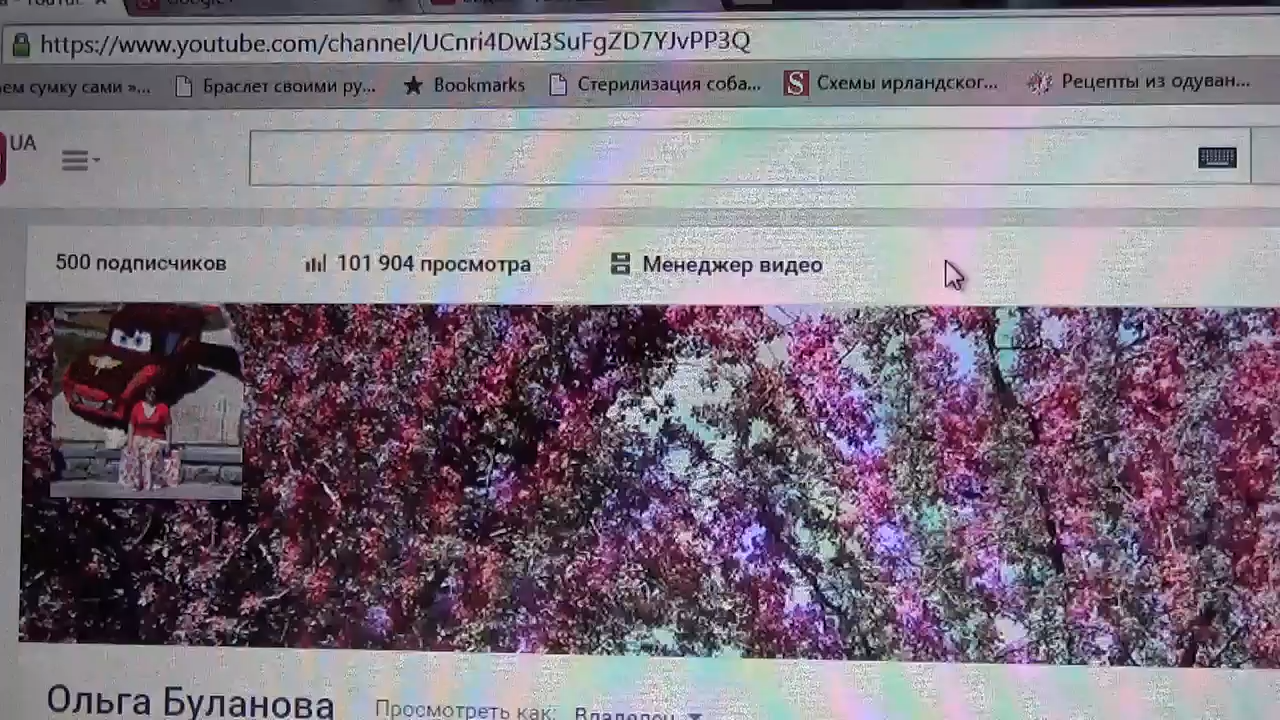 https://www.youtube.com/channel/UCnri4DwI3SuFgZD7YJvPP3Q
ем сумку сами »... Браслет своими ру... Bookmarks Стерилизация соба... S Схемы ирландског... Рецепты из одуван...
UA
500 подписчиков 101 904 просмотра Менеджер видео
Ольга Буланова Просмотреть как: Владелец